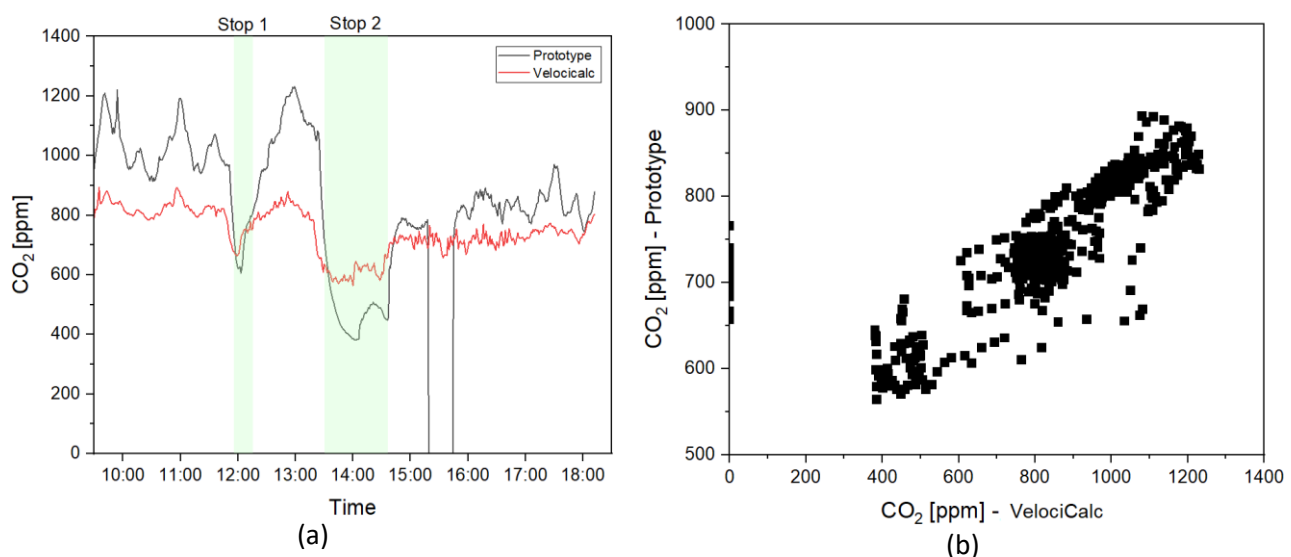 Stop 1 Stop 2
1400
1200
1000
800
600
400
200
0
CO2 [ppm]
Prototype
Velocicalc
10:00 11:00 12:00 13:00 14:00 15:00 16:00 17:00 18:00
Time
(a)
1000
900
800
700
600
500
CO2 [ppm] - Prototype
0 200 400 600 800 1000 1200 1400
CO2 [ppm] - VelociCalc
(b)